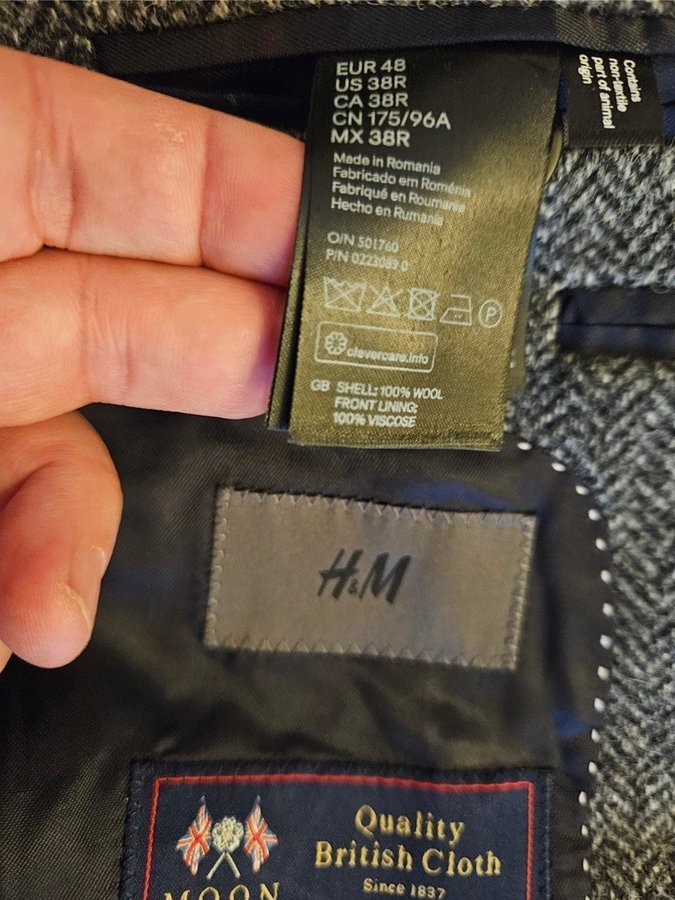 EUR 48
US 38R
CA 38R
CN 175/96A
MX 38R
Made in Romania
Fabricado em Roménia
Fabriqué en Roumanie
Hecho en Rumania
O/N 501760
P/N 0223089 0
P
clevercare.info
GB SHELL: 100% WOOL
FRONT LINING:
100% VISCOSE
Contains
non-textile
part of animal
origin
H&M
Quality
British Cloth
Since 1837
MOON